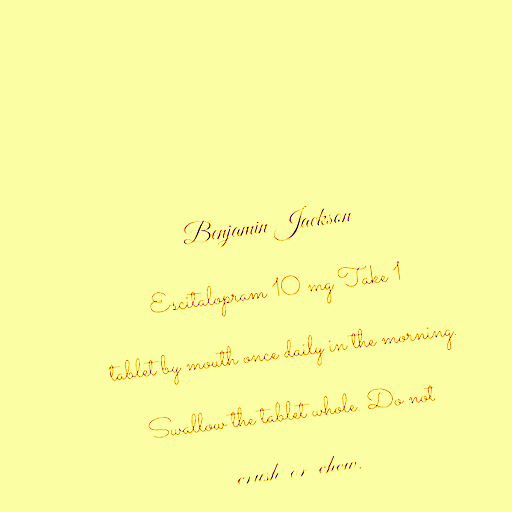 Benjamin Jackson
Escitalopram 10 mg Take 1
tablet by mouth once daily in the morning.
Swallow the tablet whole. Do not
crush or chew.